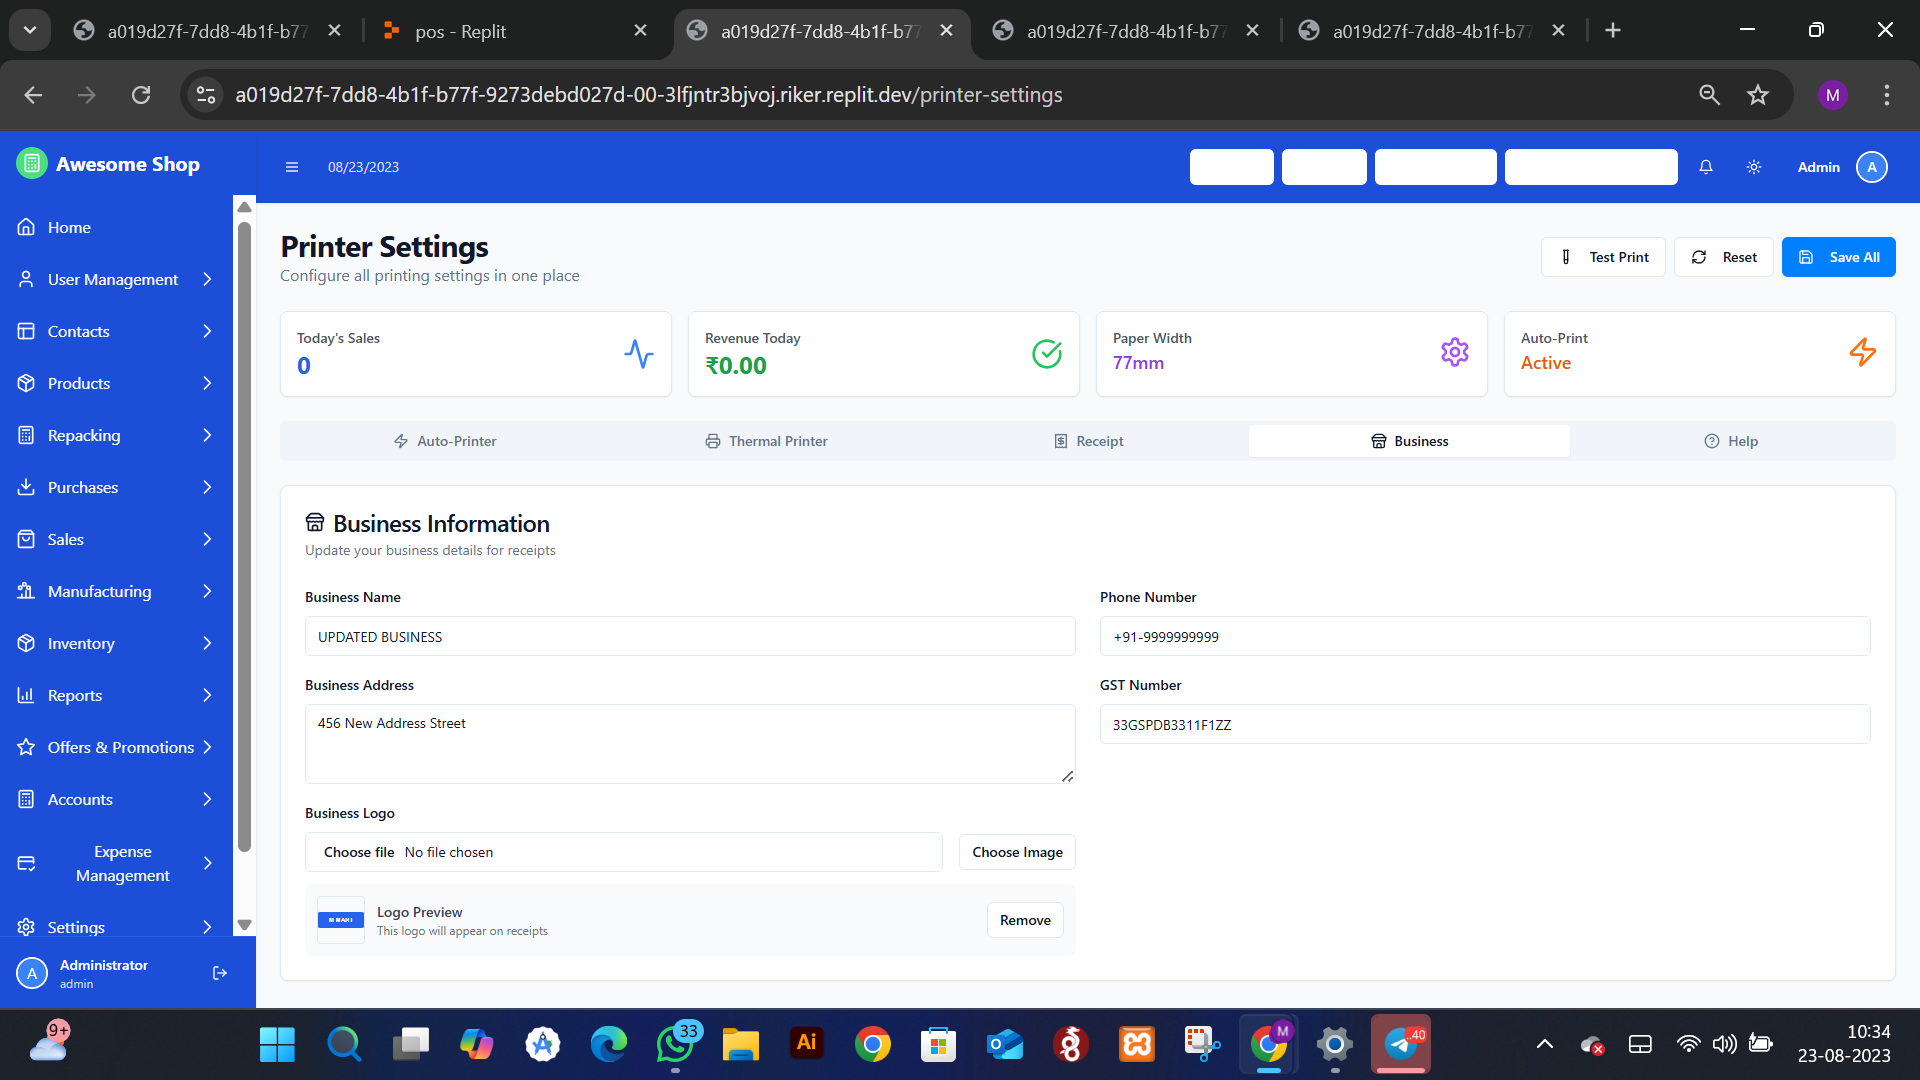 a019d27f-7dd8-4b1f-b77
pos - Replit
a019d27f-7dd8-4b1f-b77
a019d27f-7dd8-4b1f-b77
a019d27f-7dd8-4b1f-b77
a019d27f-7dd8-4b1f-b77f-9273debd027d-00-3lfjntr3bjvoj.riker.replit.dev/printer-settings
M
Awesome Shop
08/23/2023
Admin
A
Home
User Management
Contacts
Products
Repacking
Purchases
Sales
Manufacturing
Inventory
Reports
Offers & Promotions
Accounts
Expense
Management
Settings
A
Administrator
admin
Printer Settings
Configure all printing settings in one place
Test Print
Reset
Save All
Today's Sales
0
Revenue Today
₹0.00
Paper Width
77mm
Auto-Print
Active
Auto-Printer
Thermal Printer
Receipt
Business
Help
Business Information
Update your business details for receipts
Business Name
UPDATED BUSINESS
Phone Number
+91-9999999999
Business Address
456 New Address Street
GST Number
33GSPDB3311F1ZZ
Business Logo
Choose file No file chosen
Choose Image
Logo Preview
This logo will appear on receipts
Remove
9+
33
Ai
M
..40
10:34
23-08-2023